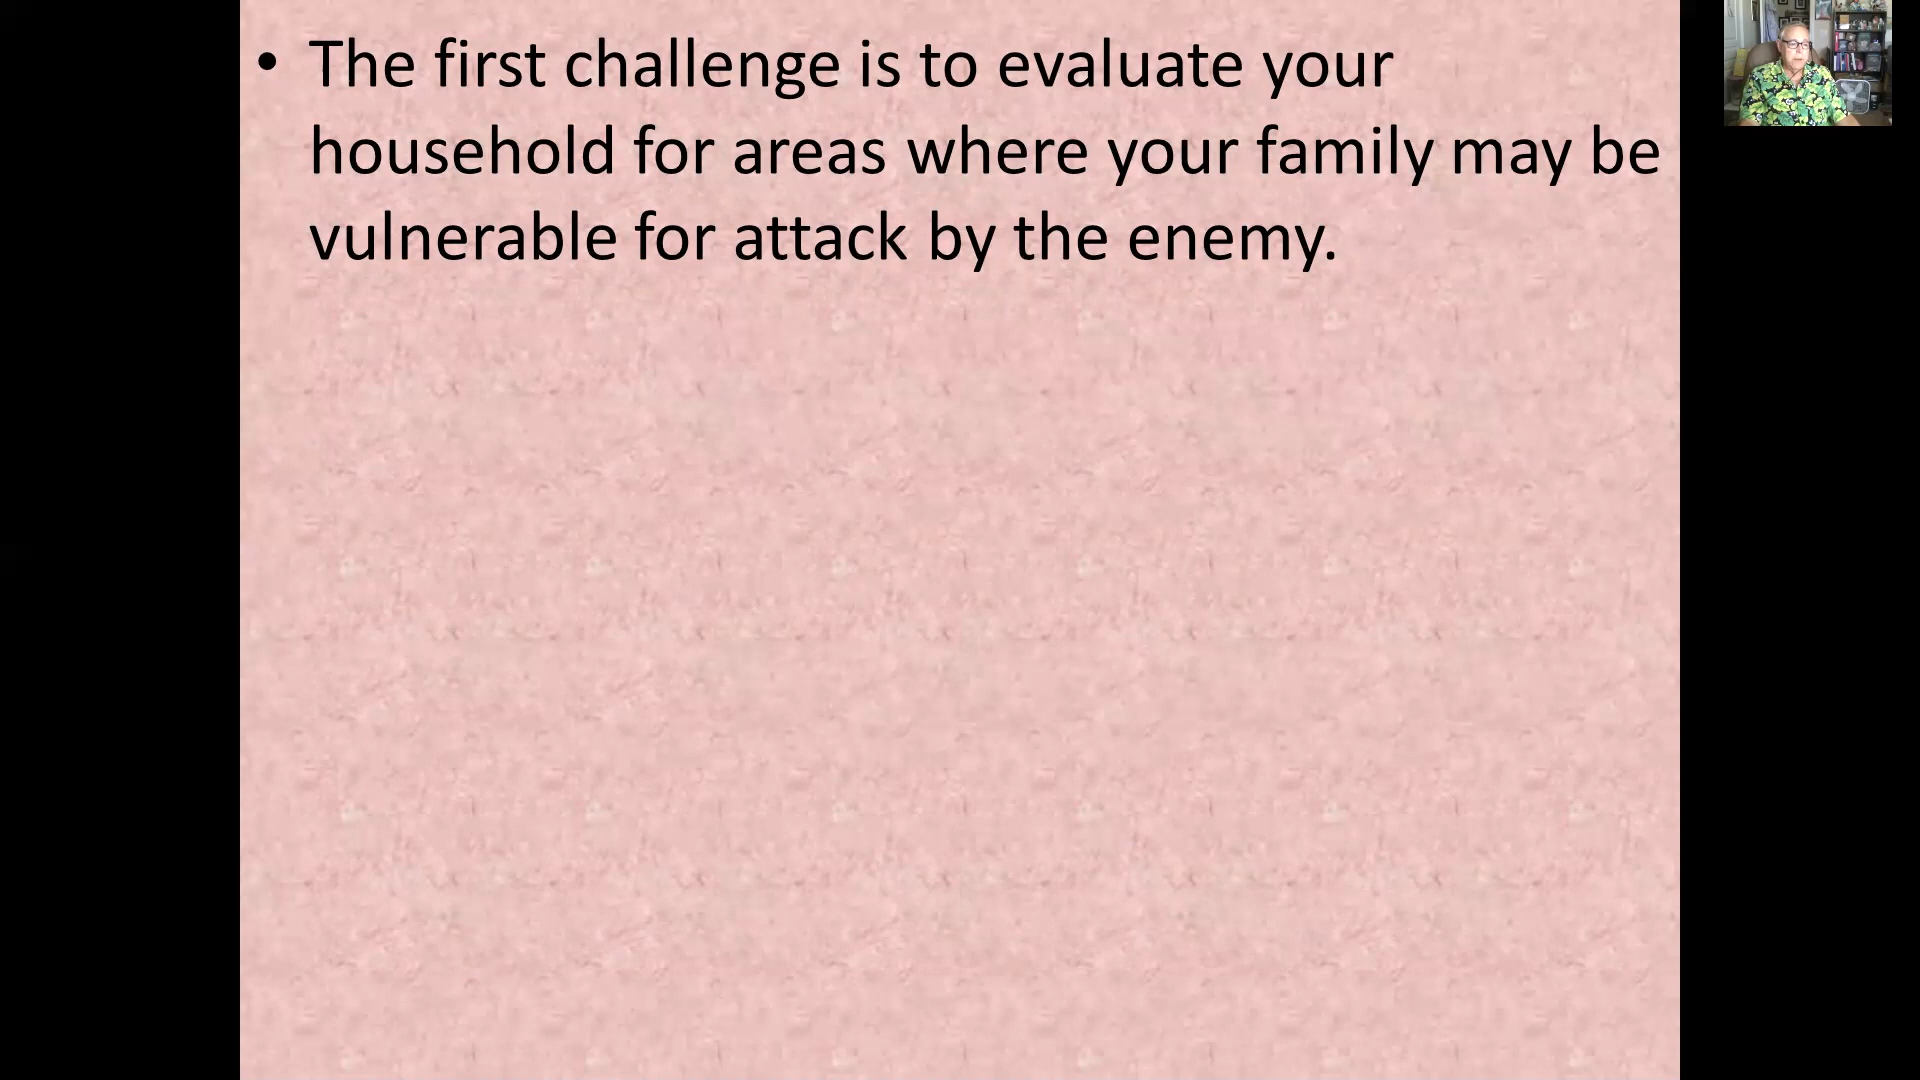 • The first challenge is to evaluate your
household for areas where your family may be
vulnerable for attack by the enemy.